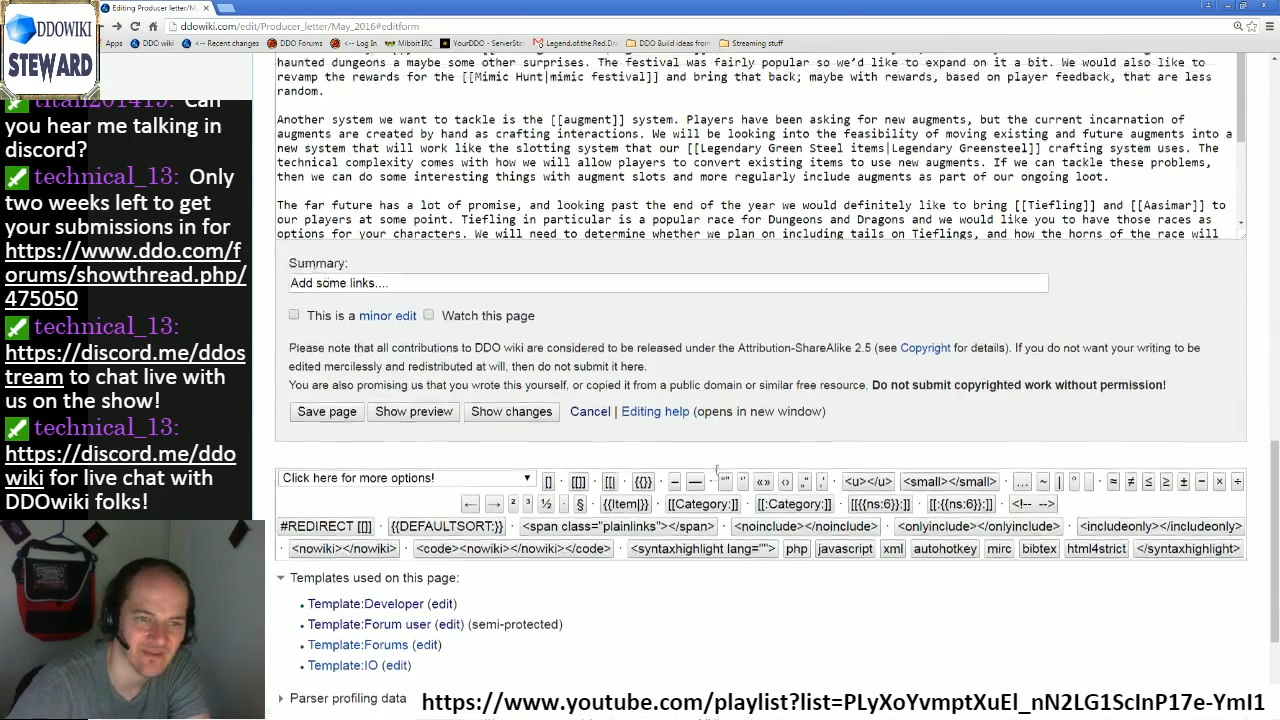 DDOWIKI
STEWARD
Editing Producer letter/M
ddowiki.com/edit/Producer_letter/May_2016#editform
Apps
DDO wiki
<-- Recent changes
DDO Forums
<-- Log In
Mibbit IRC
YourDDO - ServerSt
Legend.of.the.Red.Dr
DDO Build ideas from
Streaming stuff
titan201419: Can
you hear me talking in
discord?
technical_13: Only
two weeks left to get
your submissions in for
https://www.ddo.com/f
orums/showthread.php/
475050
technical_13:
https://discord.me/ddos
tream to chat live with
us on the show!
technical_13:
https://discord.me/ddo
wiki for live chat with
DDOwiki folks!
haunted dungeons a maybe some other surprises. The festival was fairly popular so we'd like to expand on it a bit. We would also like to
revamp the rewards for the [[Mimic Hunt|mimic festival]] and bring that back; maybe with rewards, based on player feedback, that are less
random.
Another system we want to tackle is the [[augment]] system. Players have been asking for new augments, but the current incarnation of
augments are created by hand as crafting interactions. We will be looking into the feasibility of moving existing and future augments into a
new system that will work like the slotting system that our [[Legendary Green Steel items|Legendary Greensteel]] crafting system uses. The
technical complexity comes with how we will allow players to convert existing items to use new augments. If we can tackle these problems,
then we can do some interesting things with augment slots and more regularly include augments as part of our ongoing loot.
The far future has a lot of promise, and looking past the end of the year we would definitely like to bring [[Tiefling]] and [[Aasimar]] to
our players at some point. Tiefling in particular is a popular race for Dungeons and Dragons and we would like you to have those races as
options for your characters. We will need to determine whether we plan on including tails on Tieflings, and how the horns of the race will
Summary:
Add some links....
This is a minor edit
Watch this page
Please note that all contributions to DDO wiki are considered to be released under the Attribution-ShareAlike 2.5 (see Copyright for details). If you do not want your writing to be
edited mercilessly and redistributed at will, then do not submit it here.
You are also promising us that you wrote this yourself, or copied it from a public domain or similar free resource. Do not submit copyrighted work without permission!
Save page
Show preview
Show changes
Cancel | Editing help (opens in new window)
Click here for more options!
[] · [[]] · [[| · {{}} · – · — · “” · ‘’ · «» · ‹› · „“ · ‚‘ · <u></u> · <small></small> · … ~ | ° · ≈ ≠ ≤ ≥ ± − × ÷
← → ² ³ ½ · § {{Item|}} · [[Category:]] · [[:Category:]] · [[{{ns:6}}:]] · [[:{{ns:6}}:]] · <!-- -->
#REDIRECT [[]] · {{DEFAULTSORT:}} · <span class="plainlinks"></span> · <noinclude></noinclude> · <onlyinclude></onlyinclude> · <includeonly></includeonly>
· <nowiki></nowiki> · <code><nowiki></nowiki></code> · <syntaxhighlight lang=""> php javascript xml autohotkey mirc bibtex html4strict </syntaxhighlight>
Templates used on this page:
Template:Developer (edit)
Template:Forum user (edit) (semi-protected)
Template:Forums (edit)
Template:IO (edit)
Parser profiling data
https://www.youtube.com/playlist?list=PLyXoYvmptXuEl_nN2LG1ScInP17e-YmI1